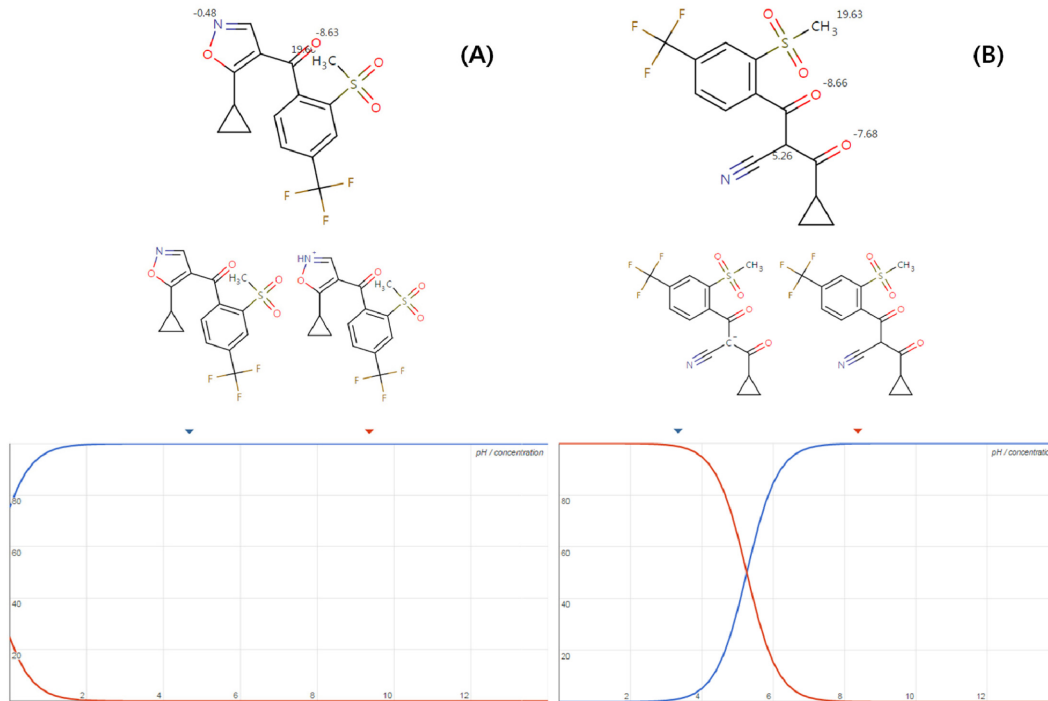 -0.48
N
O
-8.63
O
19.6
H₃C
O
S
O
F
F
F
(A)
F
F
F
O
S
O
CH₃
19.63
-8.66
O
-7.68
O
5.26
N
(B)
N
O
O
H₃C
O
S
O
F
F
F
HN⁺
O
O
H₃C
O
S
O
F
F
F
F
F
F
O
S
CH₃
O
O
C⁻
O
N
F
F
F
O
S
CH₃
O
O
O
N
pH / concentration
80
60
40
20
2
4
6
8
10
12
pH / concentration
80
60
40
20
2
4
6
8
10
12